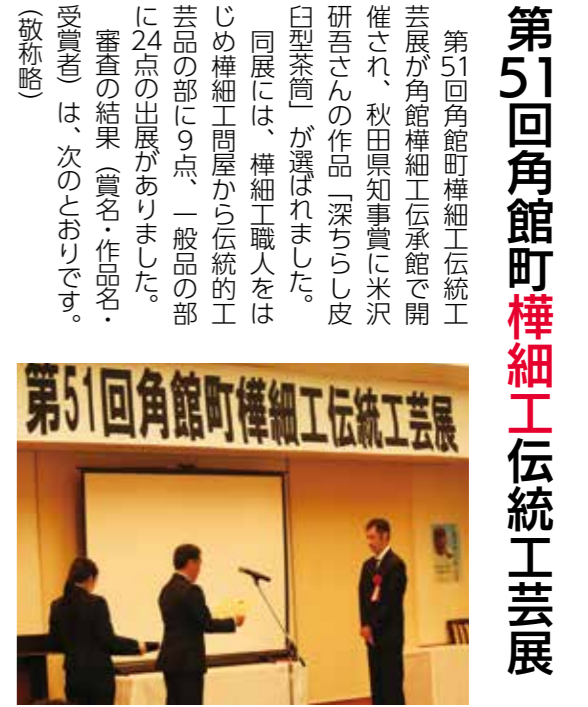 第51回角館町樺細工伝統工芸展
第51回角館町樺細工伝統工
芸展が角館樺細工伝承館で開
催され、秋田県知事賞に米沢
研吾さんの作品「深ちらし皮
臼型茶筒」が選ばれました。
同展には、樺細工職人をは
じめ樺細工問屋から伝統的工
芸品の部に9点、一般品の部
に24点の出展がありました。
審査の結果（賞名・作品名・
受賞者）は、次のとおりです。
（敬称略）
第51回角館町樺細工伝統工芸展